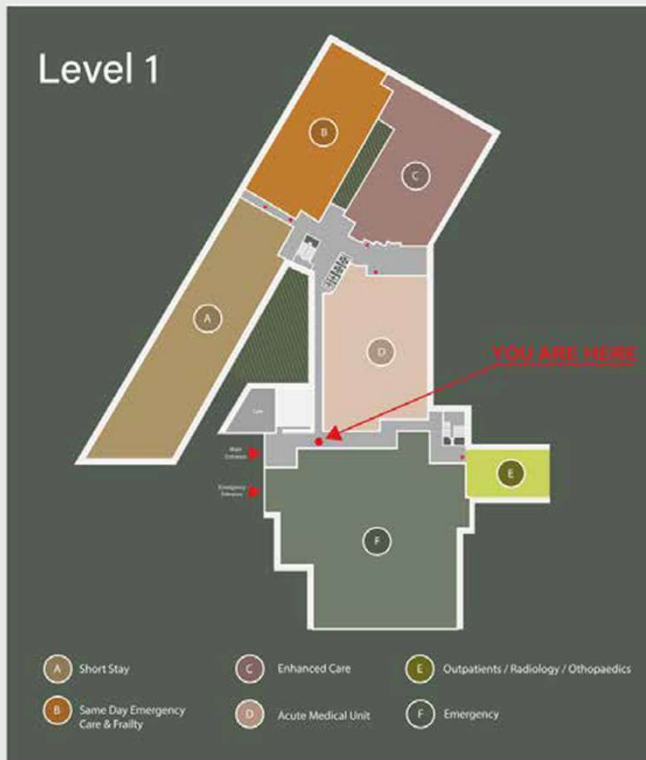 Level 1
B
C
A
D
YOU ARE HERE
Cafe
Main
Entrance
Emergency
Entrance
E
F
A Short Stay
C Enhanced Care
E Outpatients / Radiology / Othopaedics
B Same Day Emergency
Care & Frailty
D Acute Medical Unit
F Emergency